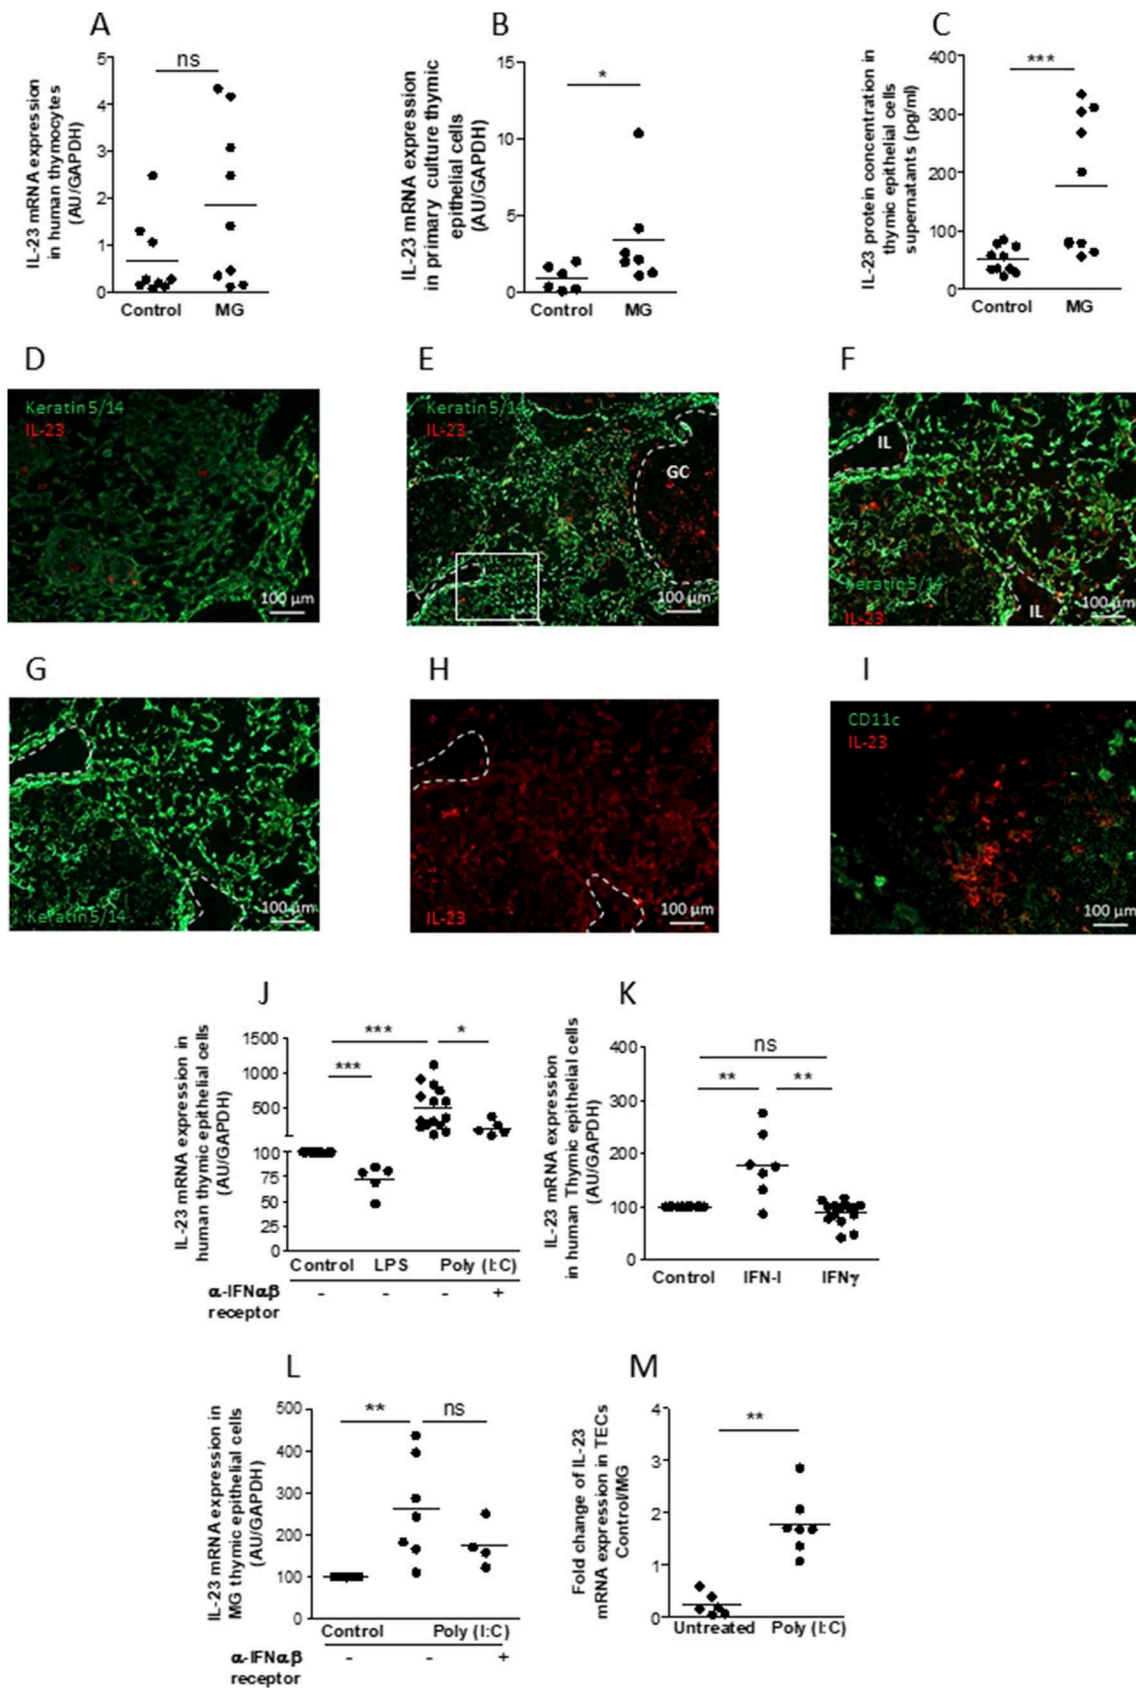 A
IL-23 mRNA expression
in human thymocytes
(AU/GAPDH)
5
4
3
2
1
0
ns
Control
MG
B
IL-23 mRNA expression
in primary culture thymic
epithelial cells
(AU/GAPDH)
15
10
5
0
*
Control
MG
C
IL-23 protein concentration in
thymic epithelial cells
supernatants (pg/ml)
400
300
200
100
0
***
Control
MG
D
Keratin 5/14
IL-23
100 µm
E
Keratin 5/14
IL-23
GC
100 µm
F
IL
Keratin 5/14
IL-23
IL
100 µm
G
Keratin 5/14
100 µm
H
IL-23
100 µm
I
CD11c
IL-23
100 µm
J
IL-23 mRNA expression in
human thymic epithelial cells
(AU/GAPDH)
1500
1000
500
100
75
50
25
0
***
***
*
Control
LPS
Poly (I:C)
α-IFNαβ
receptor
- - - +
K
IL-23 mRNA expression
in human Thymic epithelial cells
(AU/GAPDH)
400
300
200
100
0
ns
**
**
Control
IFN-I
IFNγ
L
IL-23 mRNA expression in
MG thymic epithelial cells
(AU/GAPDH)
500
400
300
200
100
0
**
ns
Control
Poly (I:C)
α-IFNαβ
receptor
- - +
M
Fold change of IL-23
mRNA expression in TECs
Control/MG
4
3
2
1
0
**
Untreated
Poly (I:C)